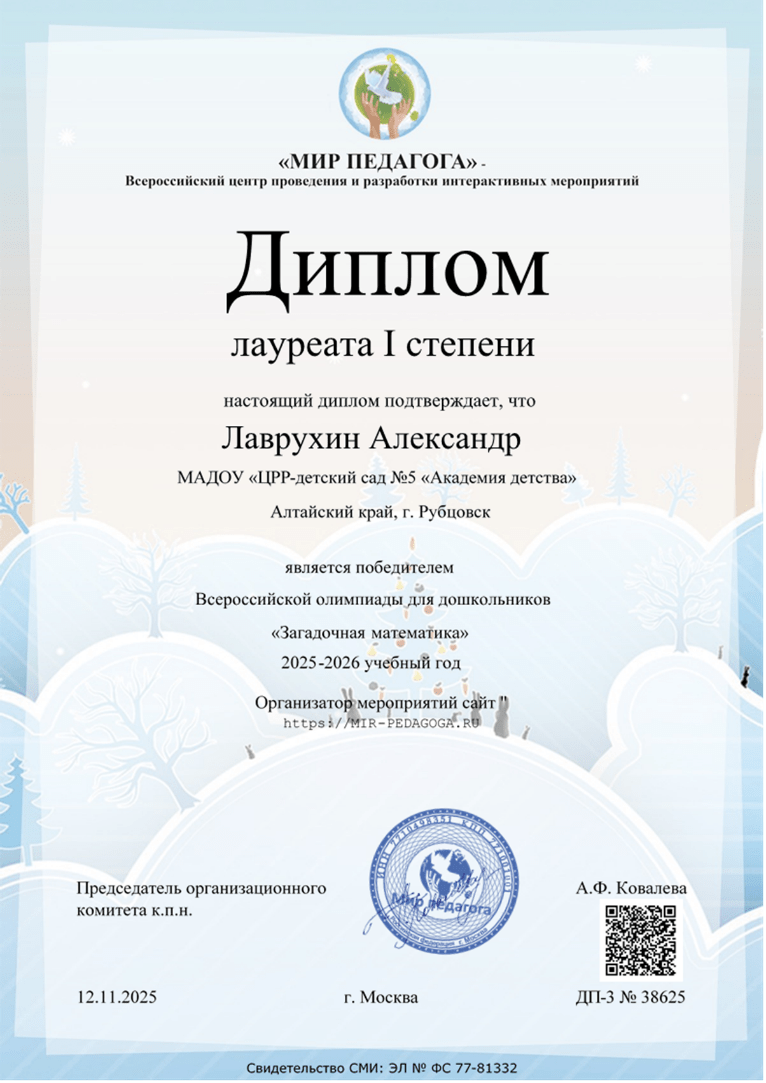 «МИР ПЕДАГОГА» -
Всероссийский центр проведения и разработки интерактивных мероприятий
Диплом
лауреата I степени
настоящий диплом подтверждает, что
Лаврухин Александр
МАДОУ «ЦРР-детский сад №5 «Академия детства»
Алтайский край, г. Рубцовск
является победителем
Всероссийской олимпиады для дошкольников
«Загадочная математика»
2025-2026 учебный год
Организатор мероприятий сайт "
https://MIR-PEDAGOGA.RU
Председатель организационного
комитета к.п.н.
Мир педагога
А.Ф. Ковалева
12.11.2025
г. Москва
ДП-3 № 38625
Свидетельство СМИ: ЭЛ № ФС 77-81332